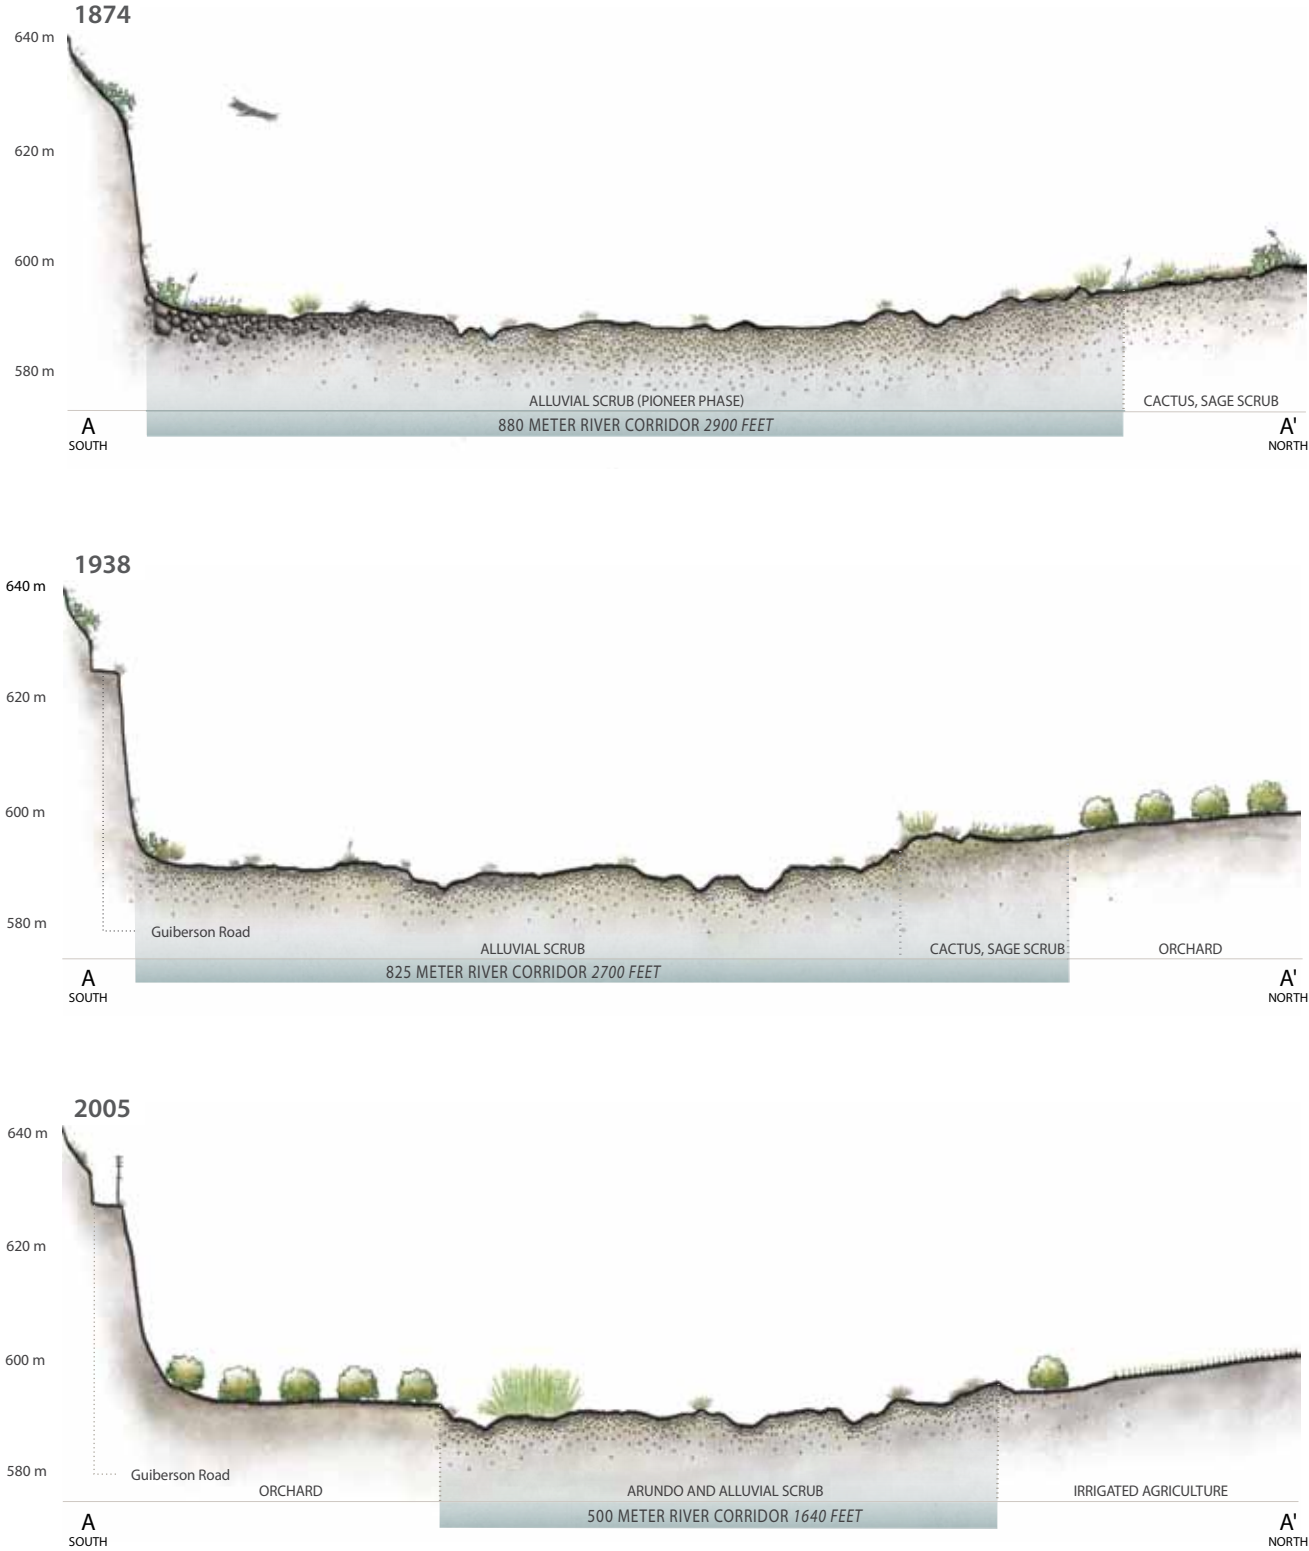 1874
640 m
620 m
600 m
580 m
ALLUVIAL SCRUB (PIONEER PHASE)
CACTUS, SAGE SCRUB
880 METER RIVER CORRIDOR 2900 FEET
A
SOUTH
A'
NORTH
1938
640 m
620 m
600 m
580 m
Guiberson Road
ALLUVIAL SCRUB
CACTUS, SAGE SCRUB
ORCHARD
825 METER RIVER CORRIDOR 2700 FEET
A
SOUTH
A'
NORTH
2005
640 m
620 m
600 m
580 m
Guiberson Road
ORCHARD
ARUNDO AND ALLUVIAL SCRUB
IRRIGATED AGRICULTURE
500 METER RIVER CORRIDOR 1640 FEET
A
SOUTH
A'
NORTH